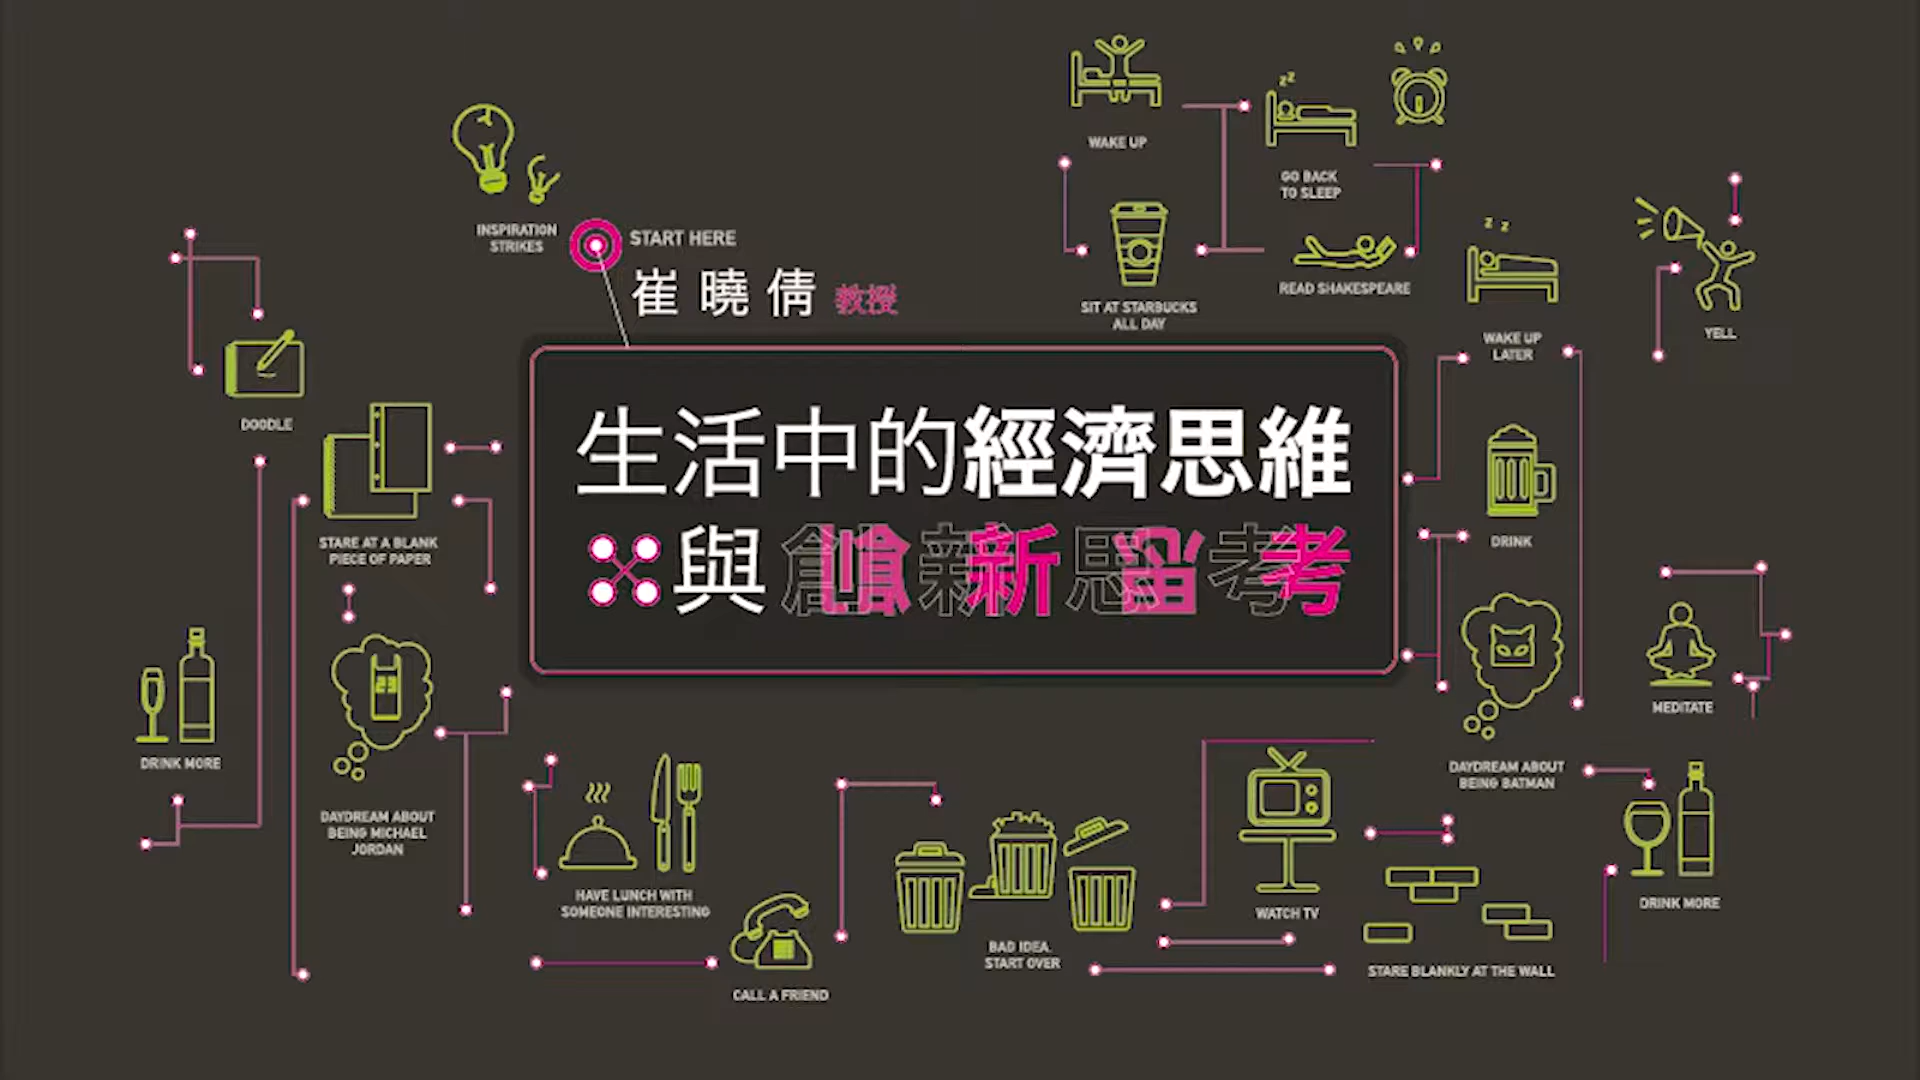 WAKE UP
GO BACK
TO SLEEP
INSPIRATION
STRIKES
START HERE
崔曉倩 教授
SIT AT STARBUCKS
ALL DAY
READ SHAKESPEARE
WAKE UP
LATER
YELL
DOODLE
生活中的經濟思維
與創新思考
STARE AT A BLANK
PIECE OF PAPER
DRINK
23
DRINK MORE
MEDITATE
DAYDREAM ABOUT
BEING MICHAEL
JORDAN
DAYDREAM ABOUT
BEING BATMAN
HAVE LUNCH WITH
SOMEONE INTERESTING
CALL A FRIEND
BAD IDEA.
START OVER
WATCH TV
STARE BLANKLY AT THE WALL
DRINK MORE